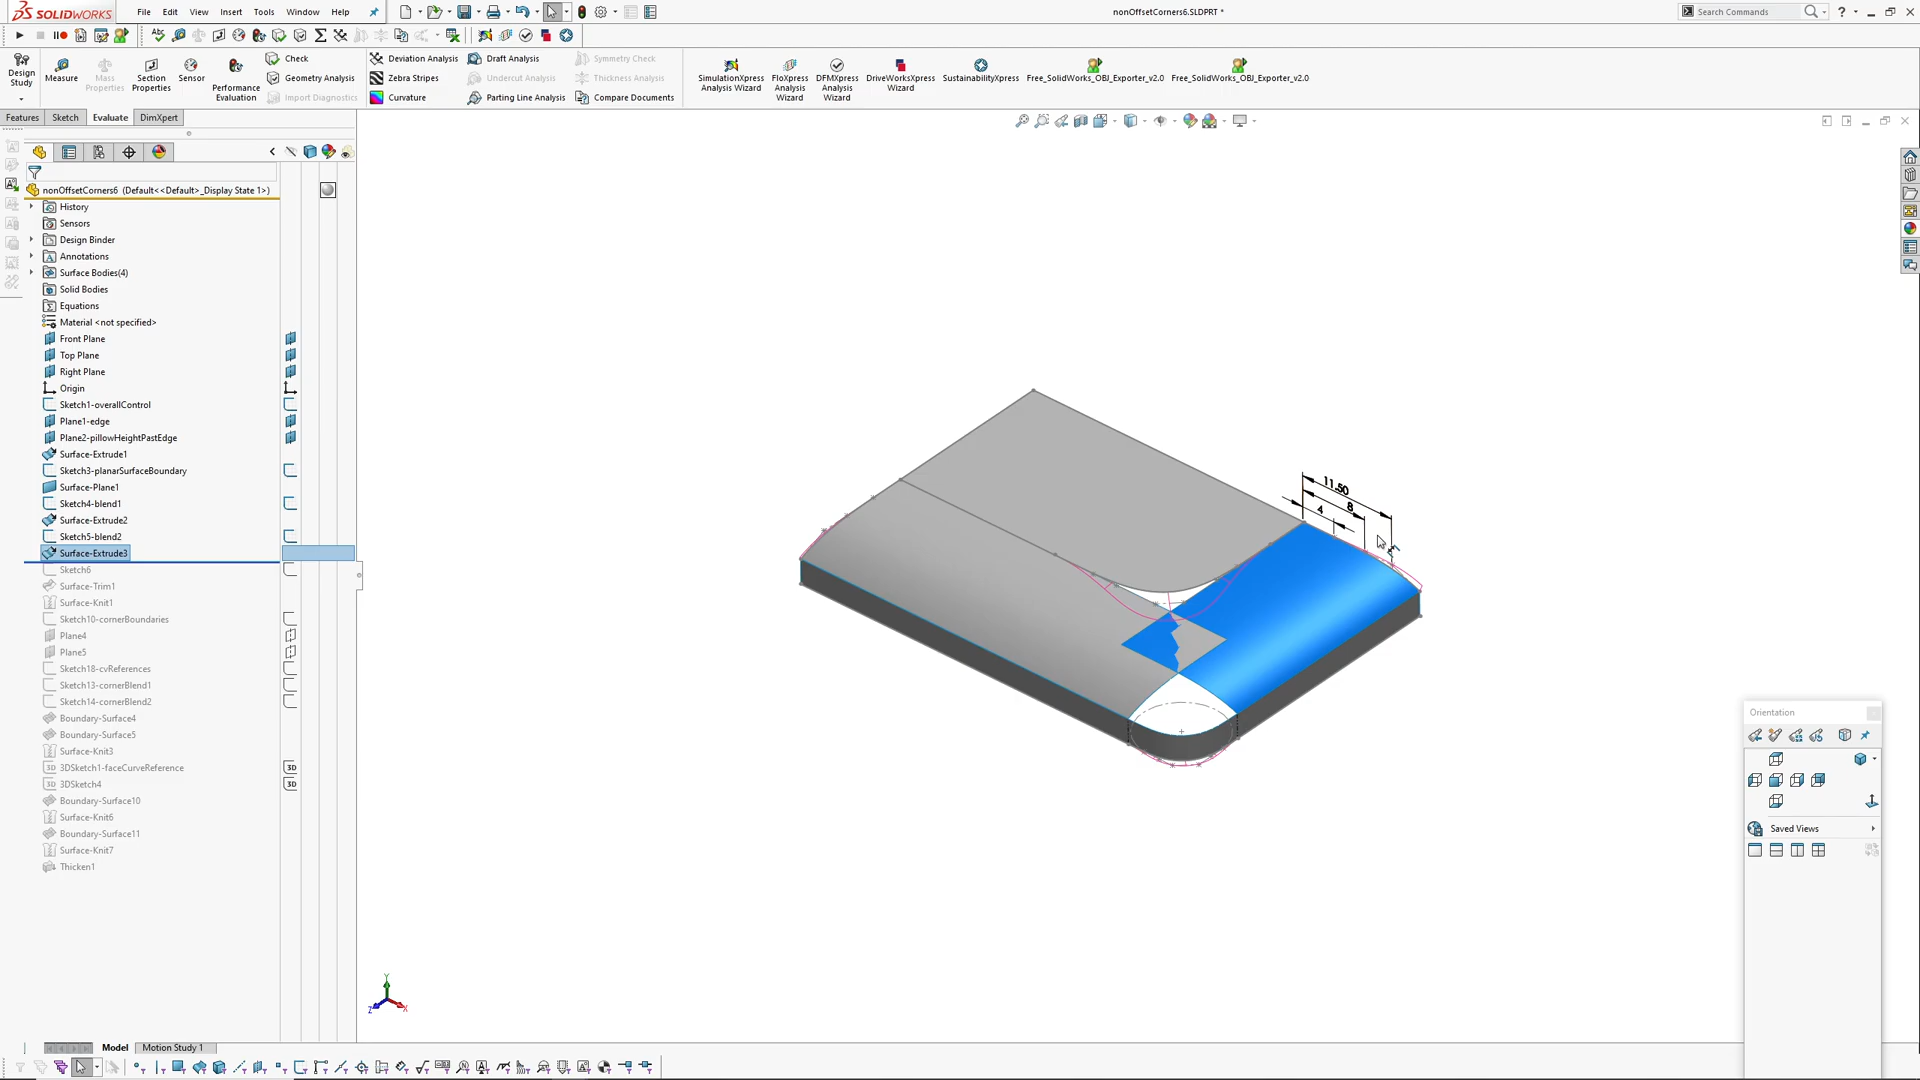 SOLIDWORKS File Edit View Insert Tools Window Help nonOffsetCorners6.SLDPRT * Search Commands
Design Study
Measure
Mass Properties
Section Properties
Sensor
Performance Evaluation
Check
Geometry Analysis
Import Diagnostics
Deviation Analysis
Zebra Stripes
Curvature
Draft Analysis
Undercut Analysis
Parting Line Analysis
Symmetry Check
Thickness Analysis
Compare Documents
SimulationXpress Analysis Wizard
FloXpress Analysis Wizard
DFMXpress Analysis Wizard
DriveWorksXpress Wizard
SustainabilityXpress
Free_SolidWorks_OBJ_Exporter_v2.0
Free_SolidWorks_OBJ_Exporter_v2.0
Features Sketch Evaluate DimXpert
nonOffsetCorners6 (Default<<Default>_Display State 1>)
History
Sensors
Design Binder
Annotations
Surface Bodies(4)
Solid Bodies
Equations
Material <not specified>
Front Plane
Top Plane
Right Plane
Origin
Sketch1-overallControl
Plane1-edge
Plane2-pillowHeightPastEdge
Surface-Extrude1
Sketch3-planarSurfaceBoundary
Surface-Plane1
Sketch4-blend1
Surface-Extrude2
Sketch5-blend2
Surface-Extrude3
Sketch6
Surface-Trim1
Surface-Knit1
Sketch10-cornerBoundaries
Plane4
Plane5
Sketch18-cvReferences
Sketch13-cornerBlend1
Sketch14-cornerBlend2
Boundary-Surface4
Boundary-Surface5
Surface-Knit3
3DSketch1-faceCurveReference 3D
3DSketch4 3D
Boundary-Surface10
Surface-Knit6
Boundary-Surface11
Surface-Knit7
Thicken1
11.50
8
4
Y
X
Z
Orientation
Saved Views
Model Motion Study 1